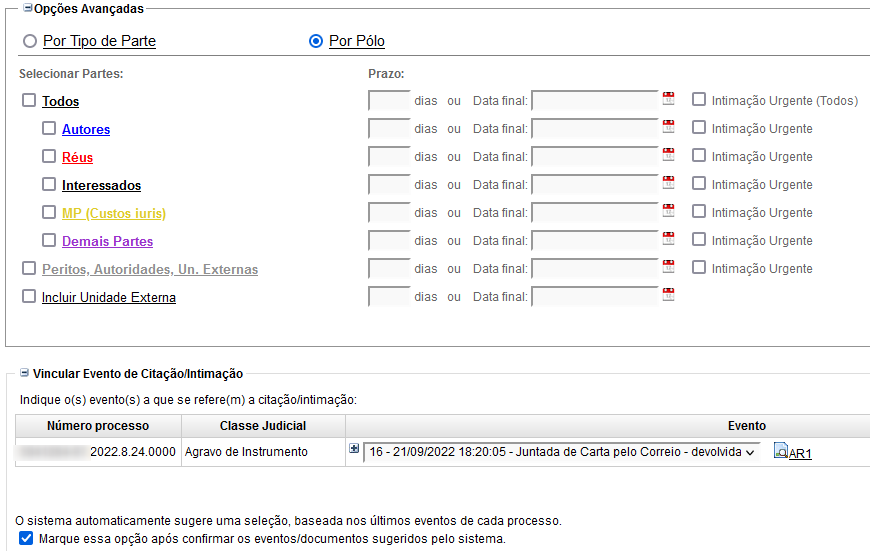 Opções Avançadas
Por Tipo de Parte Por Pólo
Selecionar Partes: Prazo:
Todos dias ou Data final: Intimação Urgente (Todos)
Autores dias ou Data final: Intimação Urgente
Réus dias ou Data final: Intimação Urgente
Interessados dias ou Data final: Intimação Urgente
MP (Custos iuris) dias ou Data final: Intimação Urgente
Demais Partes dias ou Data final: Intimação Urgente
Peritos, Autoridades, Un. Externas dias ou Data final: Intimação Urgente
Incluir Unidade Externa dias ou Data final:
Vincular Evento de Citação/Intimação
Indique o(s) evento(s) a que se refere(m) a citação/intimação:
Número processo Classe Judicial Evento
2022.8.24.0000 Agravo de Instrumento 16 - 21/09/2022 18:20:05 - Juntada de Carta pelo Correio - devolvida AR1
O sistema automaticamente sugere uma seleção, baseada nos últimos eventos de cada processo.
Marque essa opção após confirmar os eventos/documentos sugeridos pelo sistema.